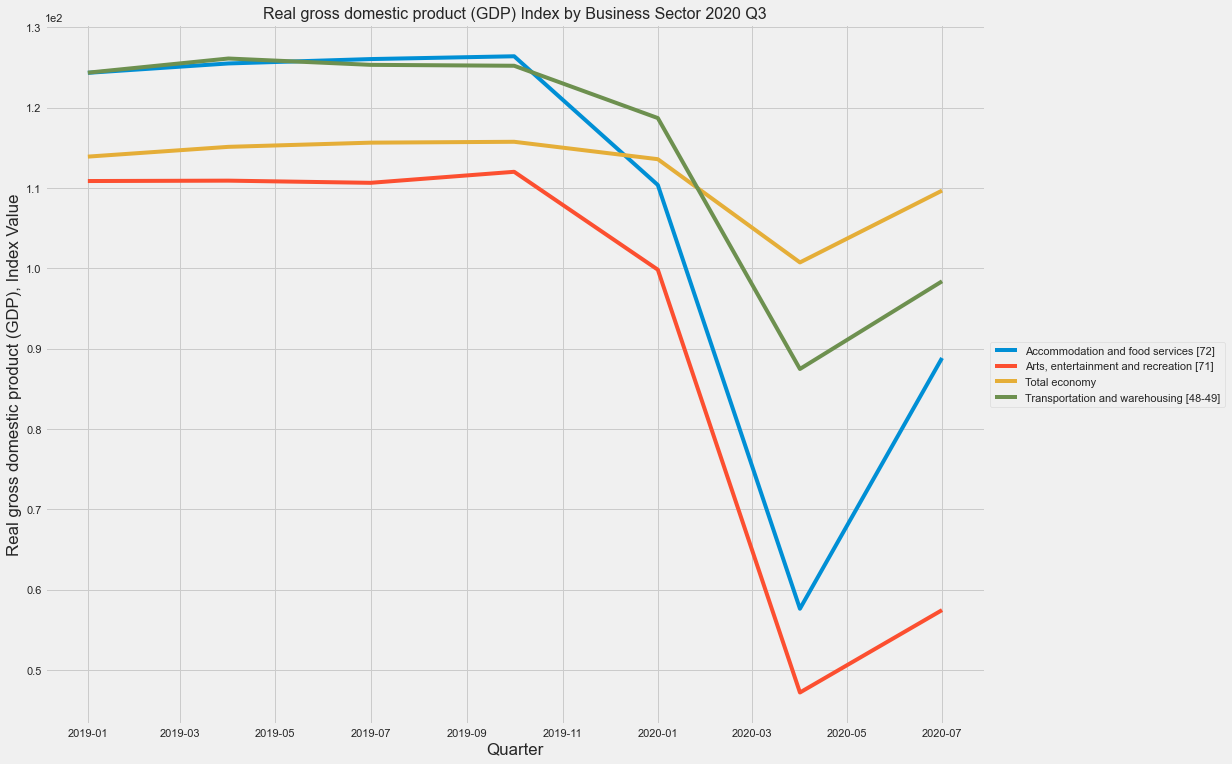 Real gross domestic product (GDP) Index by Business Sector 2020 Q3
1e2
1.3
1.2
1.1
1.0
0.9
0.8
0.7
0.6
0.5
Real gross domestic product (GDP), Index Value
2019-01 2019-03 2019-05 2019-07 2019-09 2019-11 2020-01 2020-03 2020-05 2020-07
Quarter
Accommodation and food services [72]
Arts, entertainment and recreation [71]
Total economy
Transportation and warehousing [48-49]